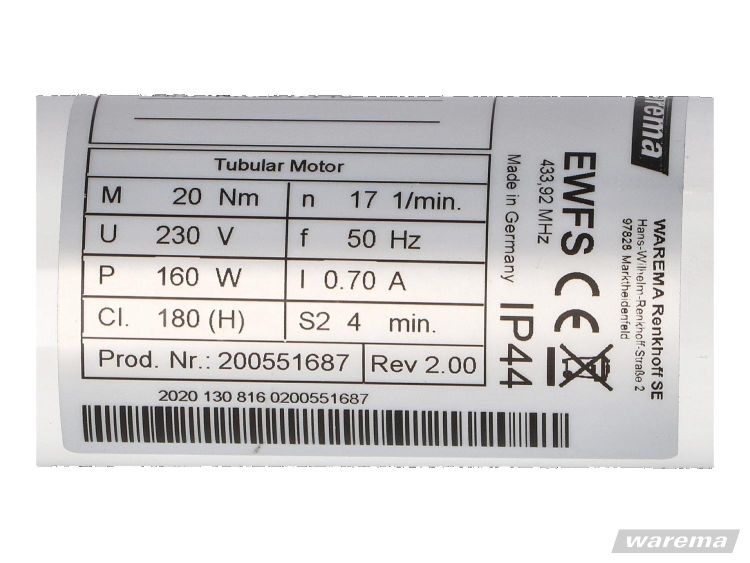 Tubular Motor
M 20 Nm n 17 1/min.
U 230 V f 50 Hz
P 160 W I 0.70 A
Cl. 180 (H) S2 4 min.
Prod. Nr.: 200551687 Rev 2.00
2020 130 816 0200551687
warema
WAREMA Renkhoff SE
Hans-Wilhelm-Renkhoff-Straße 2
97828 Marktheidenfeld
EWFS CE
433,92 MHz
Made in Germany
IP44
warema